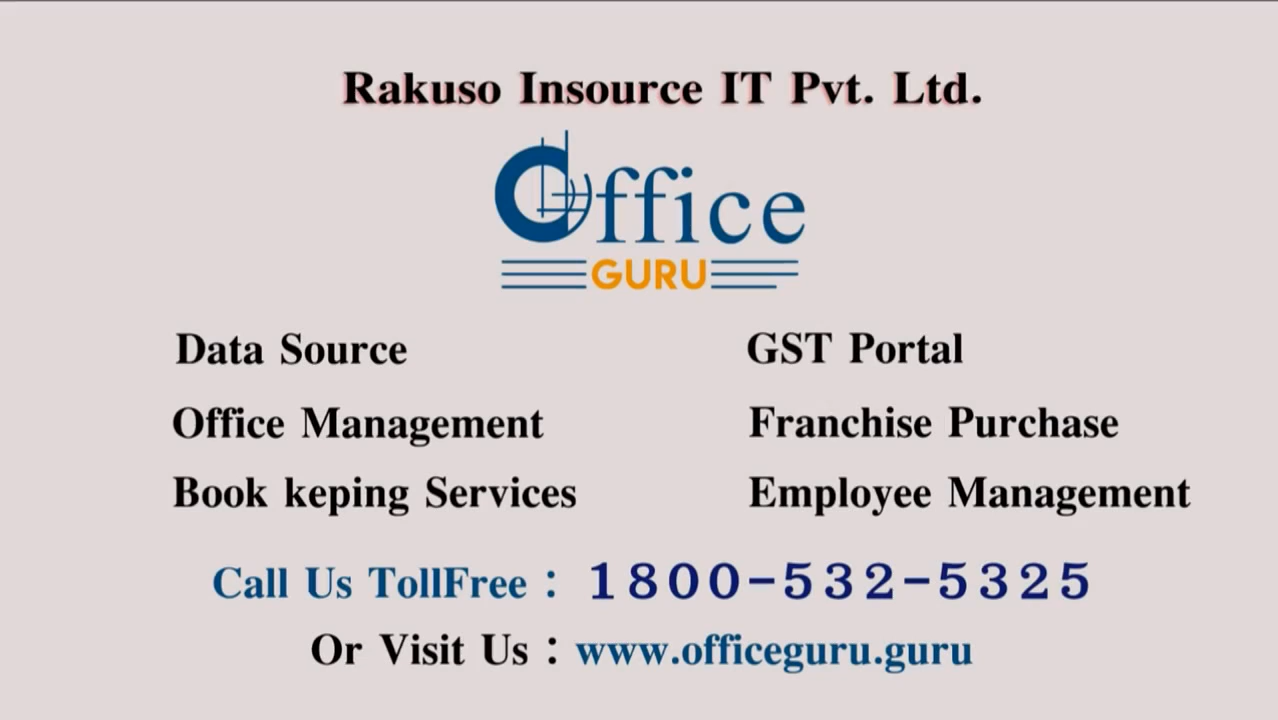 Rakuso Insource IT Pvt. Ltd.
Office
GURU
Data Source
GST Portal
Office Management
Franchise Purchase
Book keping Services
Employee Management
Call Us TollFree : 1800-532-5325
Or Visit Us : www.officeguru.guru